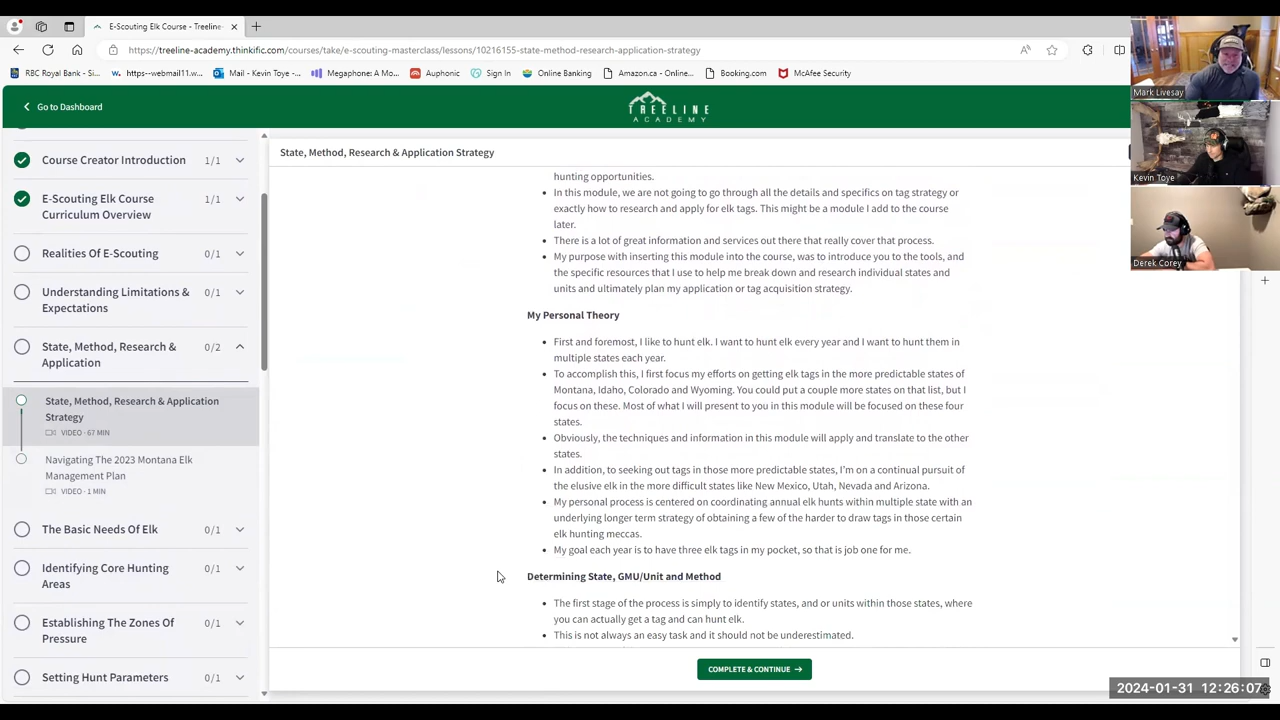 E-Scouting Elk Course - Treeline-
https://treeline-academy.thinkific.com/courses/take/e-scouting-masterclass/lessons/10216155-state-method-research-application-strategy
RBC Royal Bank - Si...
https--webmail11.w...
Mail - Kevin Toye -...
Megaphone: A Mo...
Auphonic
Sign In
Online Banking
Amazon.ca - Onlin...
Booking.com
McAfee Security
Mark Livesay
Kevin Toye
Derek Corey
Go to Dashboard
TREELINE
ACADEMY
Course Creator Introduction 1/1
E-Scouting Elk Course
Curriculum Overview 1/1
Realities Of E-Scouting 0/1
Understanding Limitations &
Expectations 0/1
State, Method, Research &
Application 0/2
State, Method, Research & Application
Strategy
VIDEO · 67 MIN
Navigating The 2023 Montana Elk
Management Plan
VIDEO · 1 MIN
The Basic Needs Of Elk 0/1
Identifying Core Hunting
Areas 0/1
Establishing The Zones Of
Pressure 0/1
Setting Hunt Parameters 0/1
State, Method, Research & Application Strategy
hunting opportunities.
• In this module, we are not going to go through all the details and specifics on tag strategy or
exactly how to research and apply for elk tags. This might be a module I add to the course
later.
• There is a lot of great information and services out there that really cover that process.
• My purpose with inserting this module into the course, was to introduce you to the tools, and
the specific resources that I use to help me break down and research individual states and
units and ultimately plan my application or tag acquisition strategy.
My Personal Theory
• First and foremost, I like to hunt elk. I want to hunt elk every year and I want to hunt them in
multiple states each year.
• To accomplish this, I first focus my efforts on getting elk tags in the more predictable states of
Montana, Idaho, Colorado and Wyoming. You could put a couple more states on that list, but I
focus on these. Most of what I will present to you in this module will be focused on these four
states.
• Obviously, the techniques and information in this module will apply and translate to the other
states.
• In addition, to seeking out tags in those more predictable states, I'm on a continual pursuit of
the elusive elk in the more difficult states like New Mexico, Utah, Nevada and Arizona.
• My personal process is centered on coordinating annual elk hunts within multiple state with an
underlying longer term strategy of obtaining a few of the harder to draw tags in those certain
elk hunting meccas.
• My goal each year is to have three elk tags in my pocket, so that is job one for me.
Determining State, GMU/Unit and Method
• The first stage of the process is simply to identify states, and or units within those states, where
you can actually get a tag and can hunt elk.
• This is not always an easy task and it should not be underestimated.
COMPLETE & CONTINUE →
2024-01-31 12:26:07